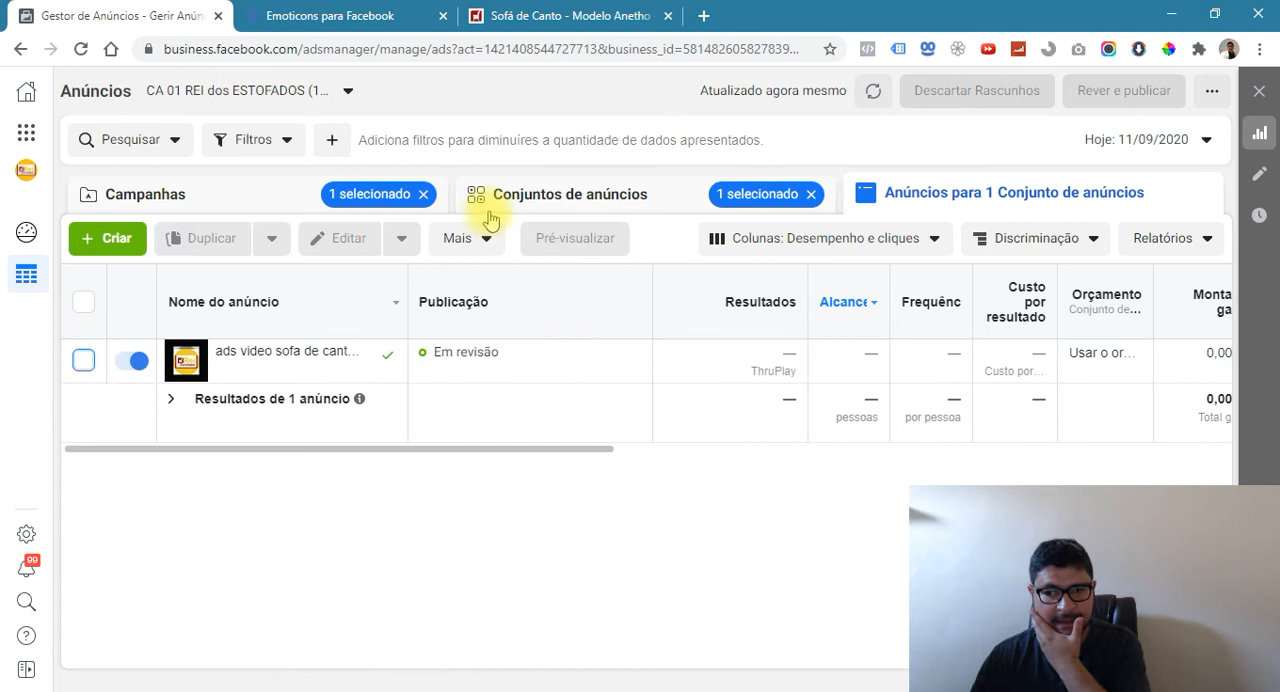 Gestor de Anúncios - Gerir Anún
Emoticons para Facebook
Sofá de Canto - Modelo Anetho
business.facebook.com/adsmanager/manage/ads?act=1421408544727713&business_id=581482605827839...
Anúncios
CA 01 REI dos ESTOFADOS (1...
Atualizado agora mesmo
Descartar Rascunhos
Rever e publicar
Pesquisar
Filtros
Adiciona filtros para diminuíres a quantidade de dados apresentados.
Hoje: 11/09/2020
Campanhas
1 selecionado
Conjuntos de anúncios
1 selecionado
Anúncios para 1 Conjunto de anúncios
+ Criar
Duplicar
Editar
Mais
Pré-visualizar
Colunas: Desempenho e cliques
Discriminação
Relatórios
Nome do anúncio
Publicação
Resultados
Alcance
Frequênc
Custo por resultado
Orçamento
Conjunto de...
Monta
ga
ads video sofa de cant...
Em revisão
—
ThruPlay
—
—
—
Custo por...
Usar o or...
0,00
Resultados de 1 anúncio
—
—
pessoas
—
por pessoa
—
0,00
Total g
99